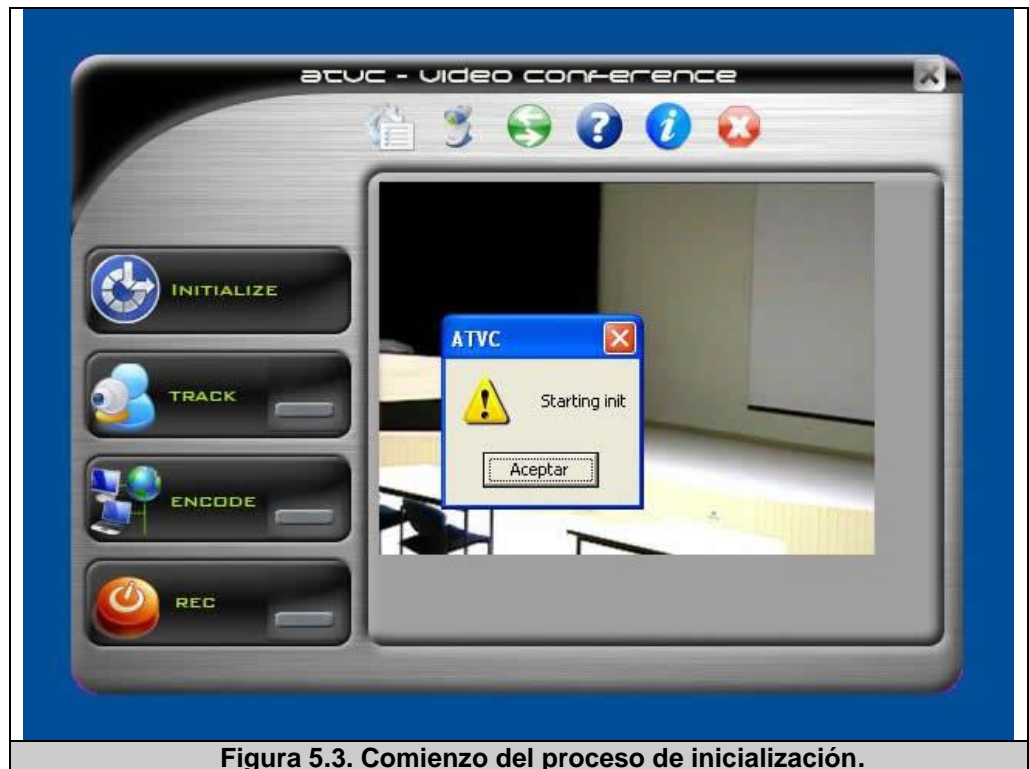 ATVC - VIDEO CONFERENCE
INITIALIZE
TRACK
ENCODE
REC
ATVC
Starting init
Aceptar
Figura 5.3. Comienzo del proceso de inicialización.